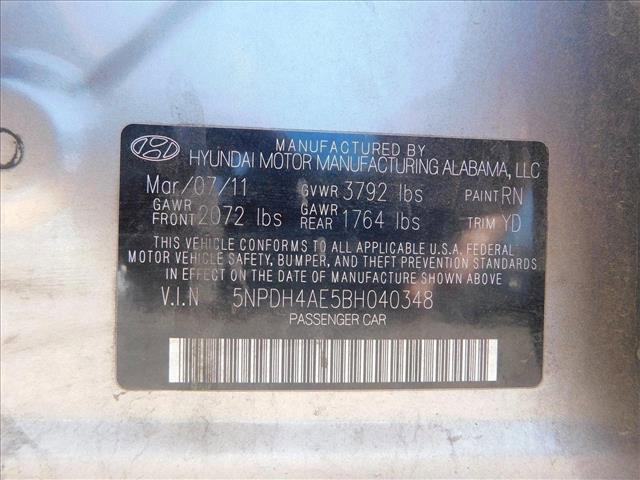 MANUFACTURED BY
HYUNDAI MOTOR MANUFACTURING ALABAMA, LLC
Mar/07/11 GVWR 3792 lbs PAINT RN
GAWR FRONT 2072 lbs GAWR REAR 1764 lbs TRIM YD
THIS VEHICLE CONFORMS TO ALL APPLICABLE U.S.A. FEDERAL
MOTOR VEHICLE SAFETY, BUMPER, AND THEFT PREVENTION STANDARDS
IN EFFECT ON THE DATE OF MANUFACTURE SHOWN ABOVE
V.I.N 5NPDH4AE5BH040348
PASSENGER CAR